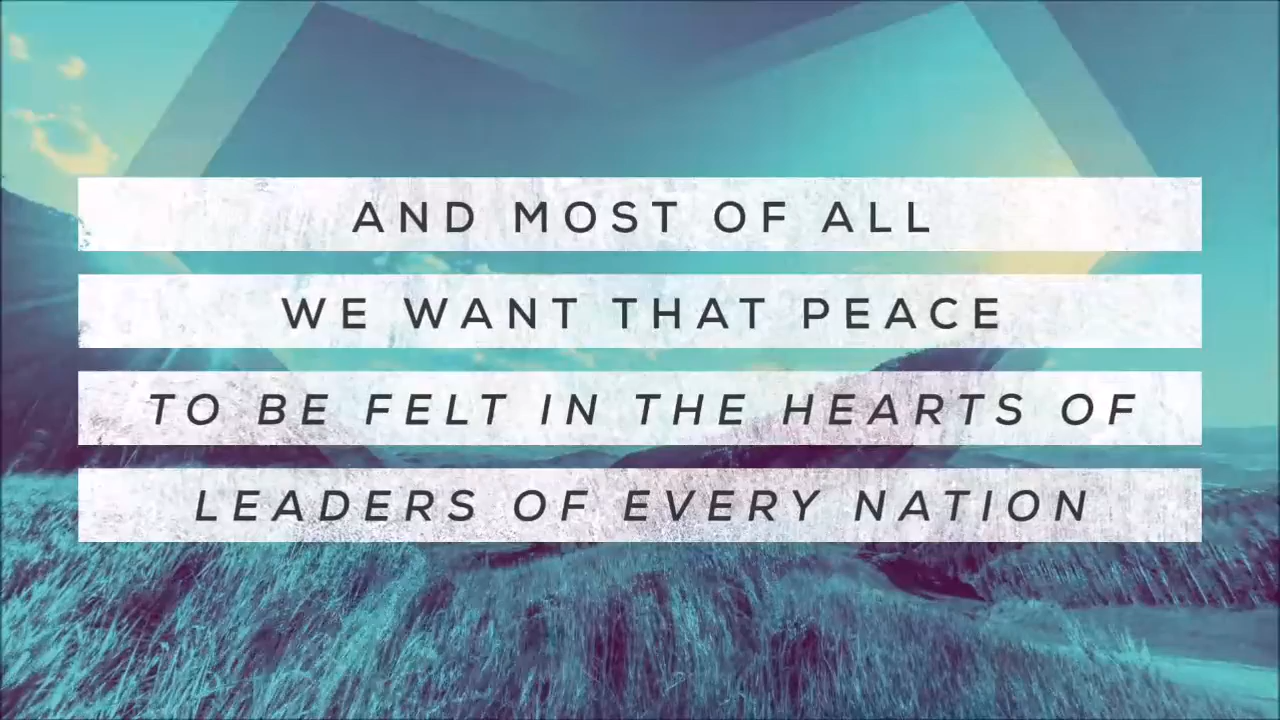 AND MOST OF ALL
WE WANT THAT PEACE
TO BE FELT IN THE HEARTS OF
LEADERS OF EVERY NATION